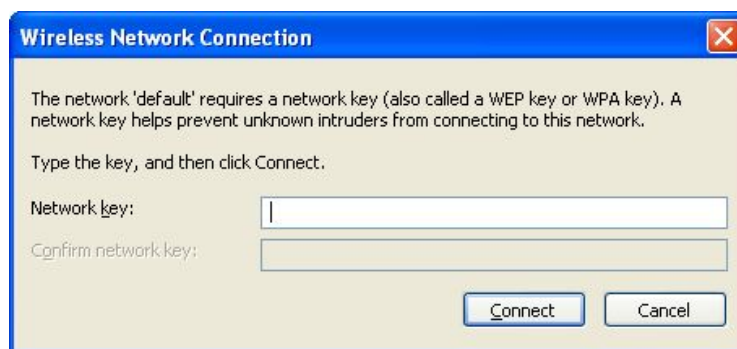 Wireless Network Connection
The network 'default' requires a network key (also called a WEP key or WPA key). A
network key helps prevent unknown intruders from connecting to this network.
Type the key, and then click Connect.
Network key:
Confirm network key:
Connect Cancel